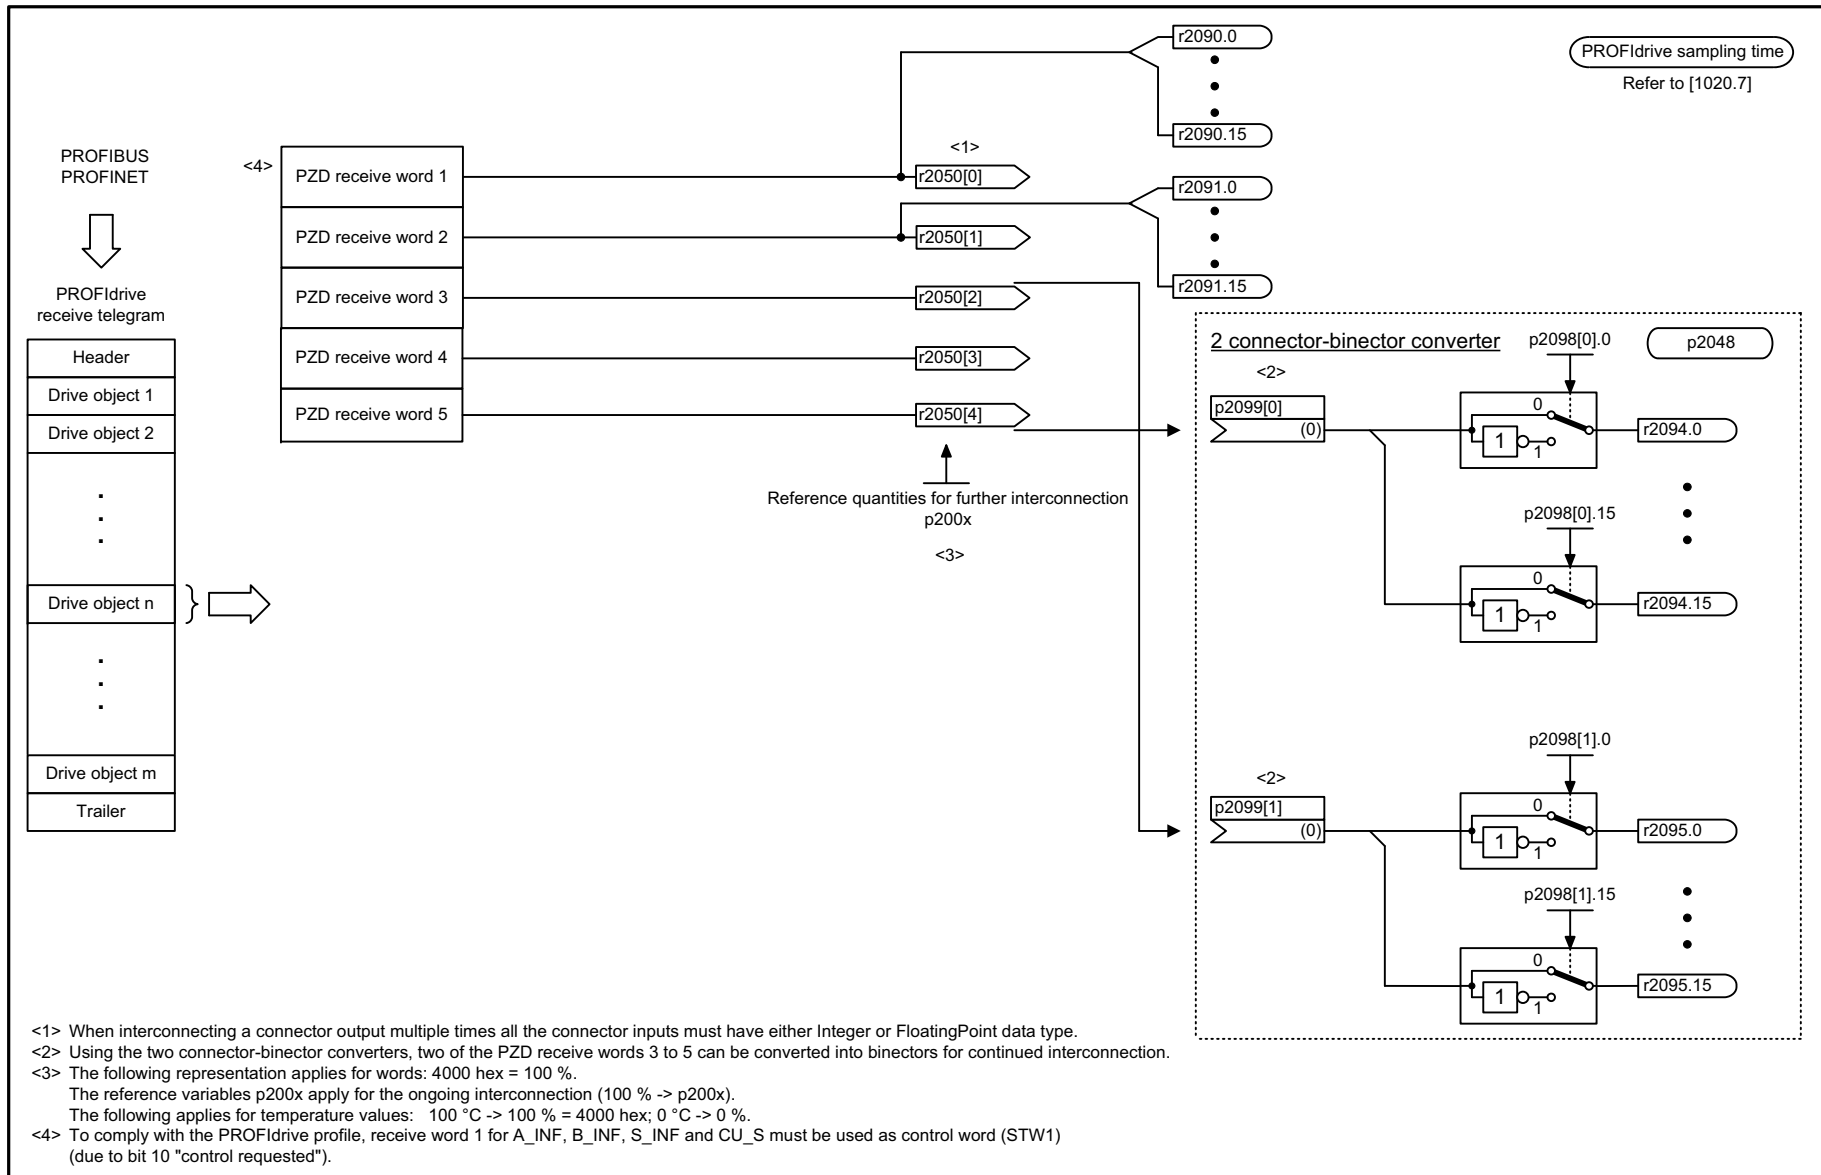 PROFIdrive sampling time
Refer to [1020.7]
PROFIBUS
PROFINET
PROFIdrive
receive telegram
Header
Drive object 1
Drive object 2
Drive object n
Drive object m
Trailer
<4>
PZD receive word 1
PZD receive word 2
PZD receive word 3
PZD receive word 4
PZD receive word 5
<1>
r2050[0]
r2050[1]
r2050[2]
r2050[3]
r2050[4]
Reference quantities for further interconnection
p200x
<3>
r2090.0
r2090.15
r2091.0
r2091.15
2 connector-binector converter
p2048
<2>
p2099[0]
(0)
p2098[0].0
0
1
1
r2094.0
p2098[0].15
0
1
1
r2094.15
<2>
p2099[1]
(0)
p2098[1].0
0
1
1
r2095.0
p2098[1].15
0
1
1
r2095.15
<1> When interconnecting a connector output multiple times all the connector inputs must have either Integer or FloatingPoint data type.
<2> Using the two connector-binector converters, two of the PZD receive words 3 to 5 can be converted into binectors for continued interconnection.
<3> The following representation applies for words: 4000 hex = 100 %.
The reference variables p200x apply for the ongoing interconnection (100 % -> p200x).
The following applies for temperature values: 100 °C -> 100 % = 4000 hex; 0 °C -> 0 %.
<4> To comply with the PROFIdrive profile, receive word 1 for A_INF, B_INF, S_INF and CU_S must be used as control word (STW1)
(due to bit 10 "control requested").